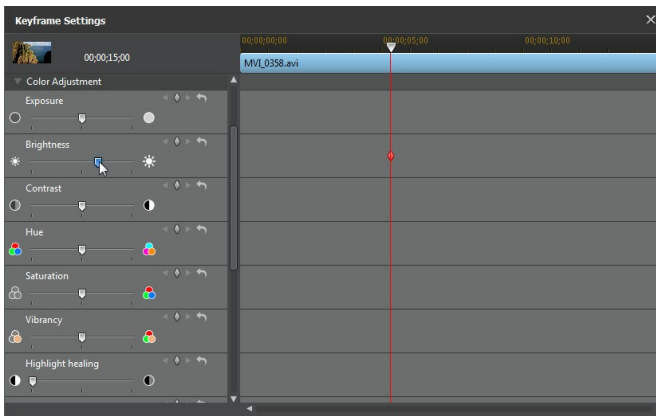 Keyframe Settings
00;00;15;00
00;00;00;00
00;00;05;00
00;00;10;00
MVI_0358.avi
Color Adjustment
Exposure
Brightness
Contrast
Hue
Saturation
Vibrancy
Highlight healing